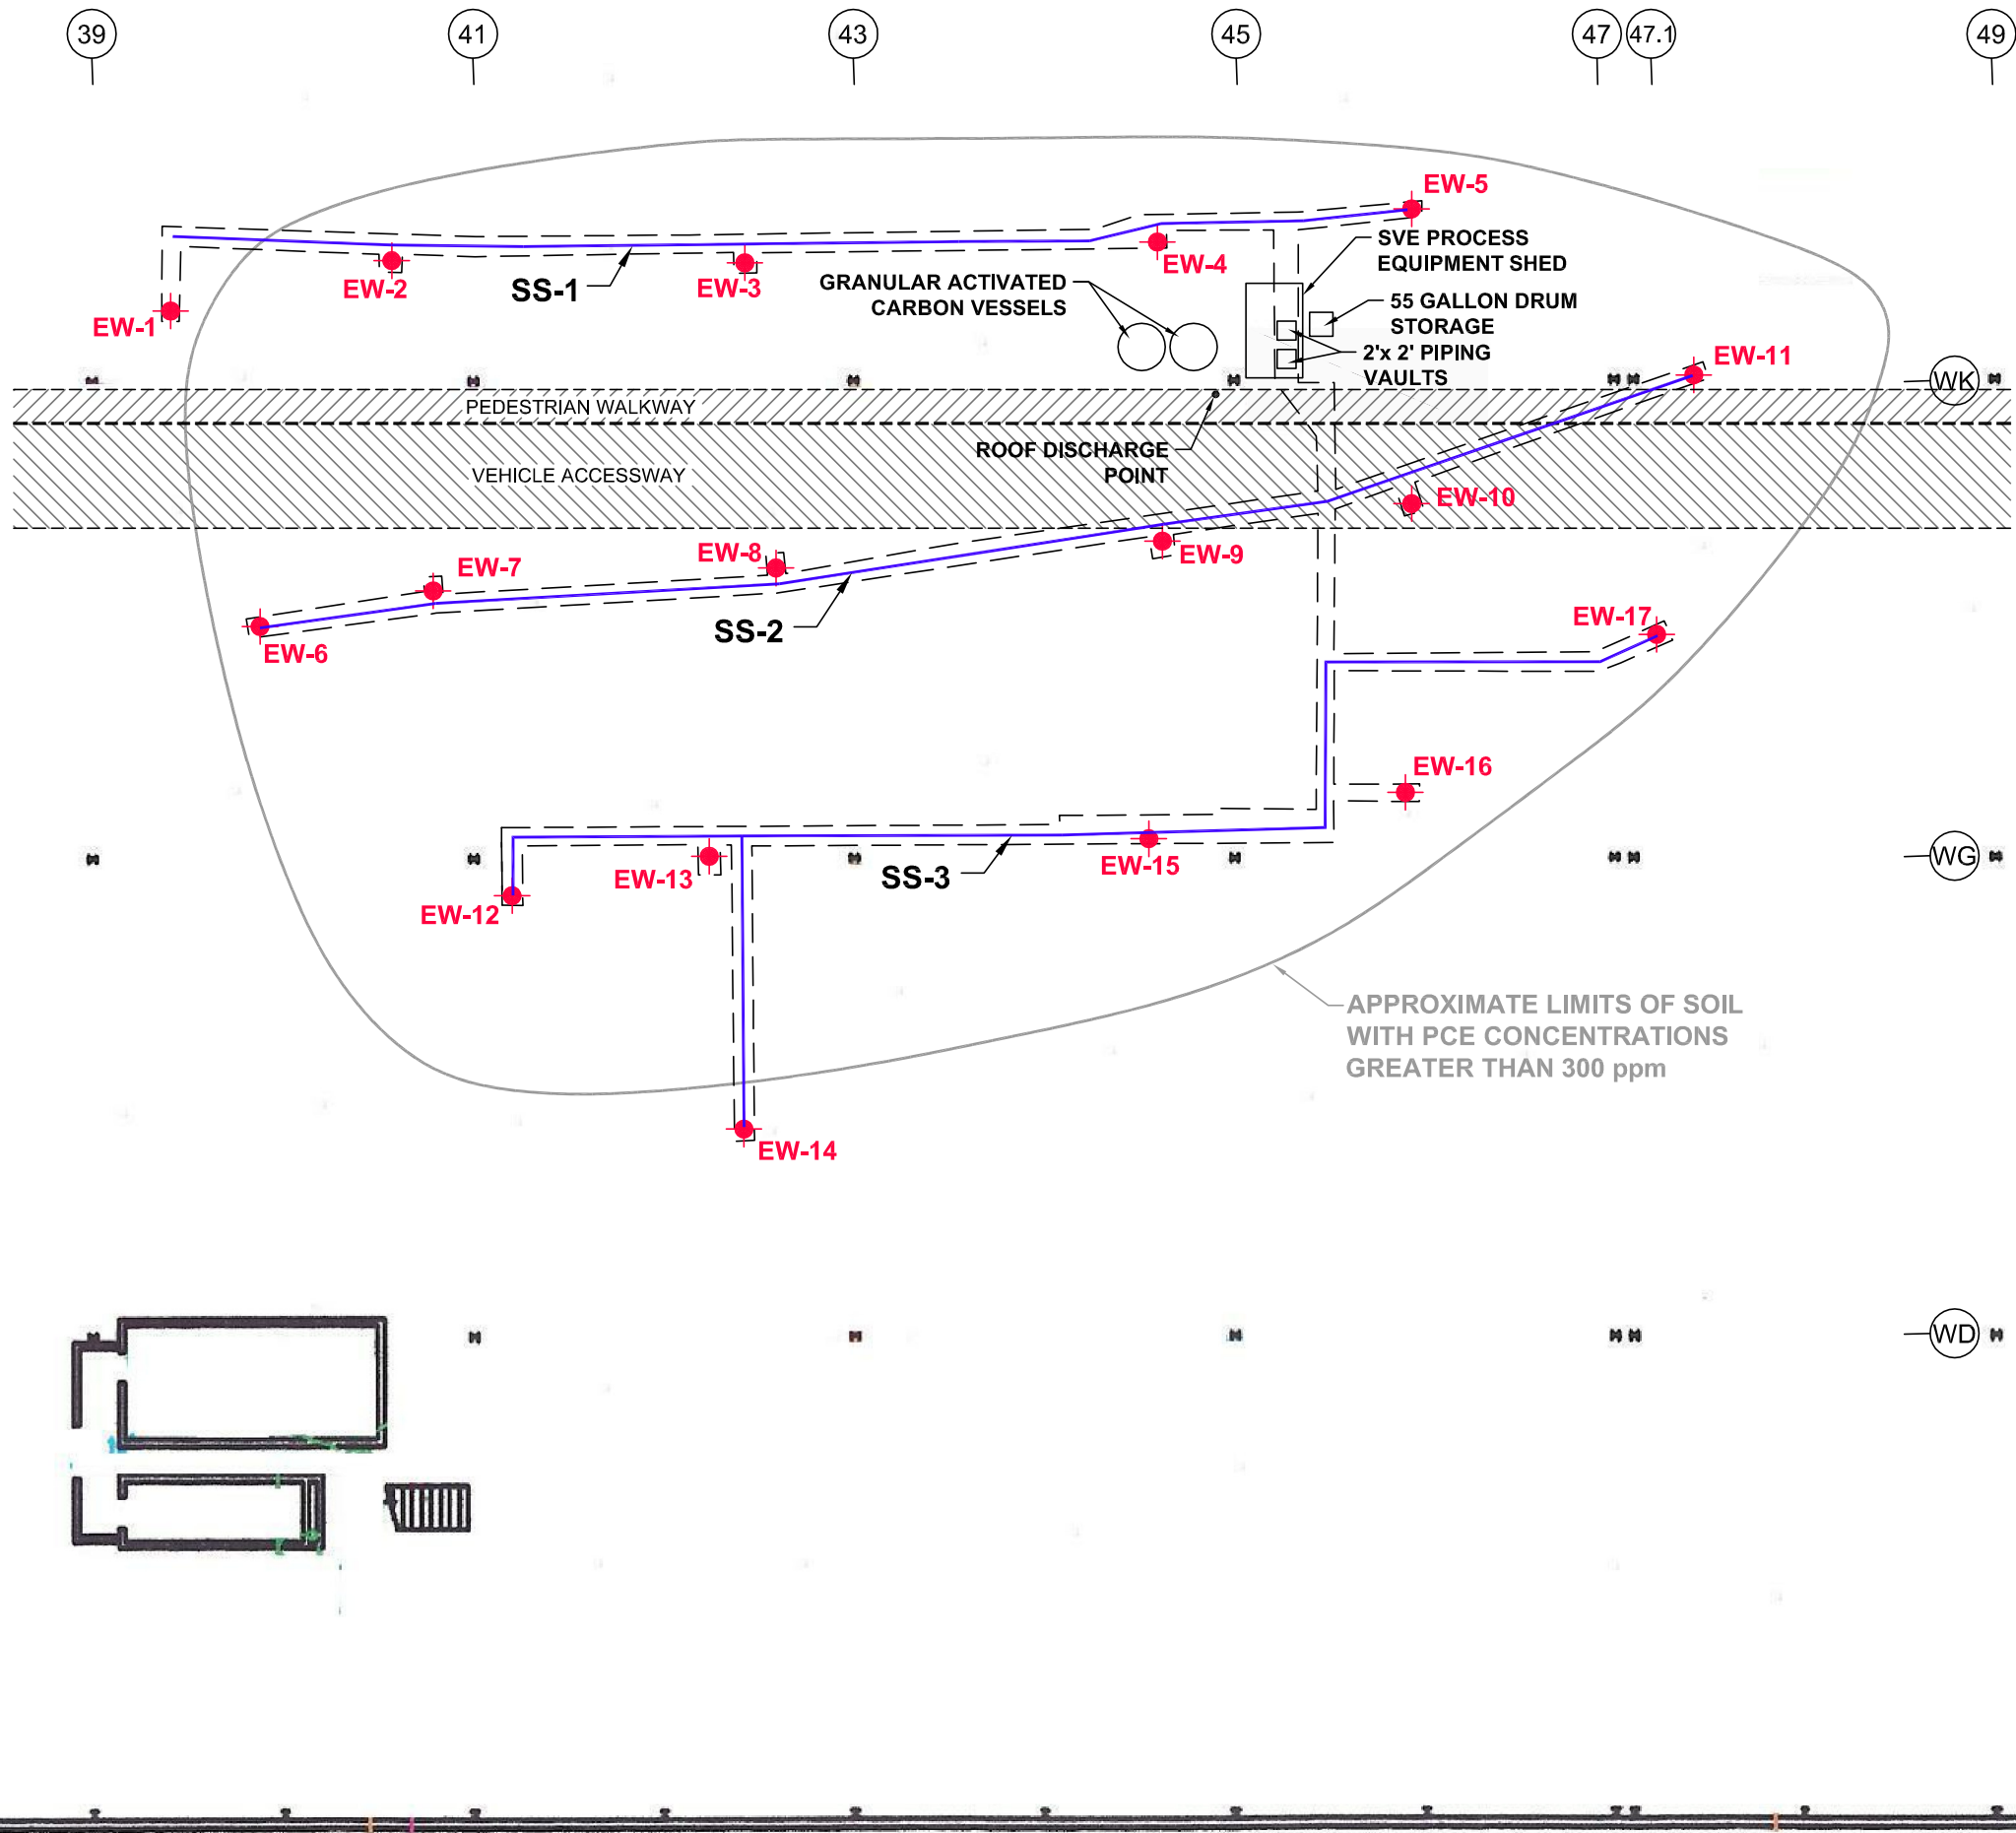 39
41
43
45
47
47.1
49
EW-5
SVE PROCESS
EQUIPMENT SHED
EW-4
EW-2
SS-1
EW-3
GRANULAR ACTIVATED
CARBON VESSELS
55 GALLON DRUM
STORAGE
EW-1
2'x 2' PIPING
VAULTS
EW-11
WK
PEDESTRIAN WALKWAY
ROOF DISCHARGE
POINT
VEHICLE ACCESSWAY
EW-10
EW-8
EW-9
EW-7
EW-17
SS-2
EW-6
EW-16
WG
EW-13
SS-3
EW-15
EW-12
APPROXIMATE LIMITS OF SOIL
WITH PCE CONCENTRATIONS
GREATER THAN 300 ppm
EW-14
WD